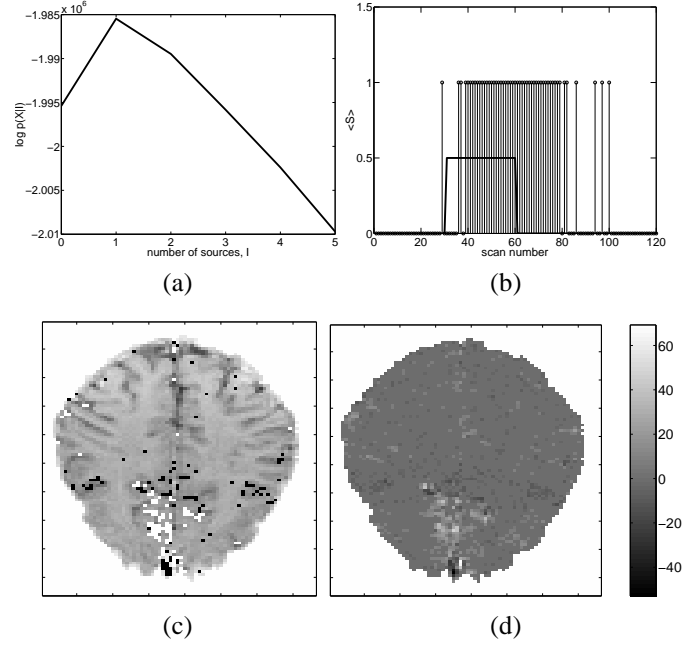 −1.985 x 10^6
−1.99
−1.995
−2
−2.005
−2.01
0 1 2 3 4 5
log p(X|I)
number of sources, I
(a)
1.5
1
0.5
0
0 20 40 60 80 100 120
<S>
scan number
(b)
(c)
(d)
60
40
20
0
−20
−40